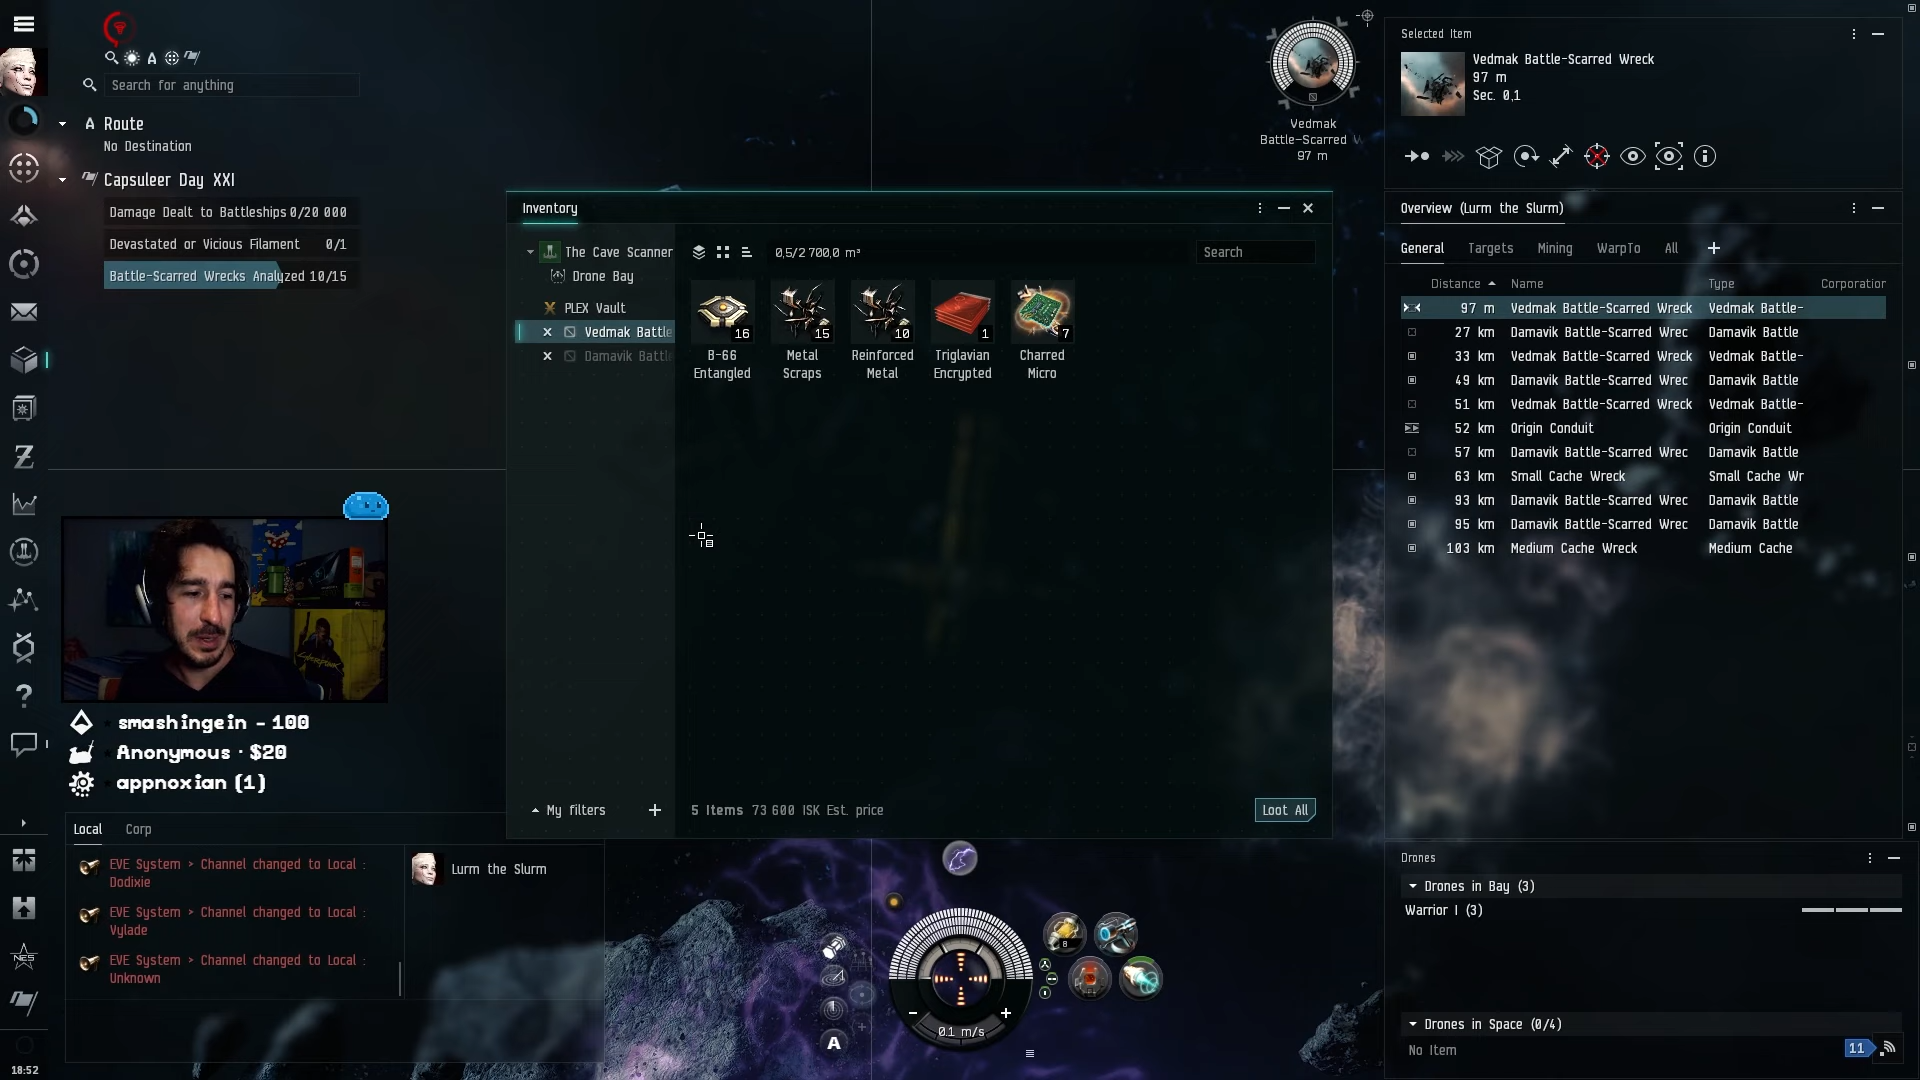 Search for anything
A Route
No Destination
Capsuleer Day XXI
Damage Dealt to Battleships 0/20 000
Devastated or Vicious Filament 0/1
Battle-Scarred Wrecks Analyzed 10/15
Vedmak
Battle-Scarred
97 m
Selected Item
Vedmak Battle-Scarred Wreck
97 m
Sec. 0,1
Inventory
The Cave Scanner
Drone Bay
PLEX Vault
Vedmak Battle
Damavik Battl
0,5/2 700,0 m³
Search
16
15
10
1
7
B-66 Entangled
Metal Scraps
Reinforced Metal
Triglavian Encrypted
Charred Micro
My filters
5 Items 73 600 ISK Est. price
Loot All
Overview (Lurm the Slurm)
General Targets Mining WarpTo All
Distance Name Type Corporation
97 m Vedmak Battle-Scarred Wreck Vedmak Battle-
27 km Damavik Battle-Scarred Wrec Damavik Battle
33 km Vedmak Battle-Scarred Wreck Vedmak Battle-
49 km Damavik Battle-Scarred Wrec Damavik Battle
51 km Vedmak Battle-Scarred Wreck Vedmak Battle-
52 km Origin Conduit Origin Conduit
57 km Damavik Battle-Scarred Wrec Damavik Battle
63 km Small Cache Wreck Small Cache Wr
93 km Damavik Battle-Scarred Wrec Damavik Battle
95 km Damavik Battle-Scarred Wrec Damavik Battle
103 km Medium Cache Wreck Medium Cache
CYBERPUNK
smashingein - 100
Anonymous · $20
appnoxian (1)
Local Corp
EVE System > Channel changed to Local :
Dodixie
EVE System > Channel changed to Local :
Vylade
EVE System > Channel changed to Local :
Unknown
Lurm the Slurm
8
0.1 m/s
A
Drones
Drones in Bay (3)
Warrior I (3)
Drones in Space (0/4)
No Item
11
NES
18:52